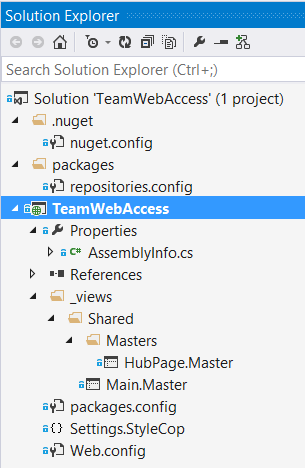 Solution Explorer
Search Solution Explorer (Ctrl+;)
Solution 'TeamWebAccess' (1 project)
.nuget
nuget.config
packages
repositories.config
TeamWebAccess
Properties
C# AssemblyInfo.cs
References
_views
Shared
Masters
HubPage.Master
Main.Master
packages.config
Settings.StyleCop
Web.config